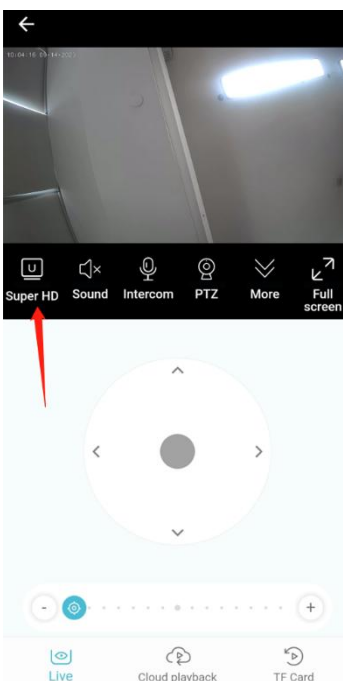 U
Super HD
Sound
Intercom
PTZ
More
Full
screen
-
+
Live
Cloud playback
TF Card